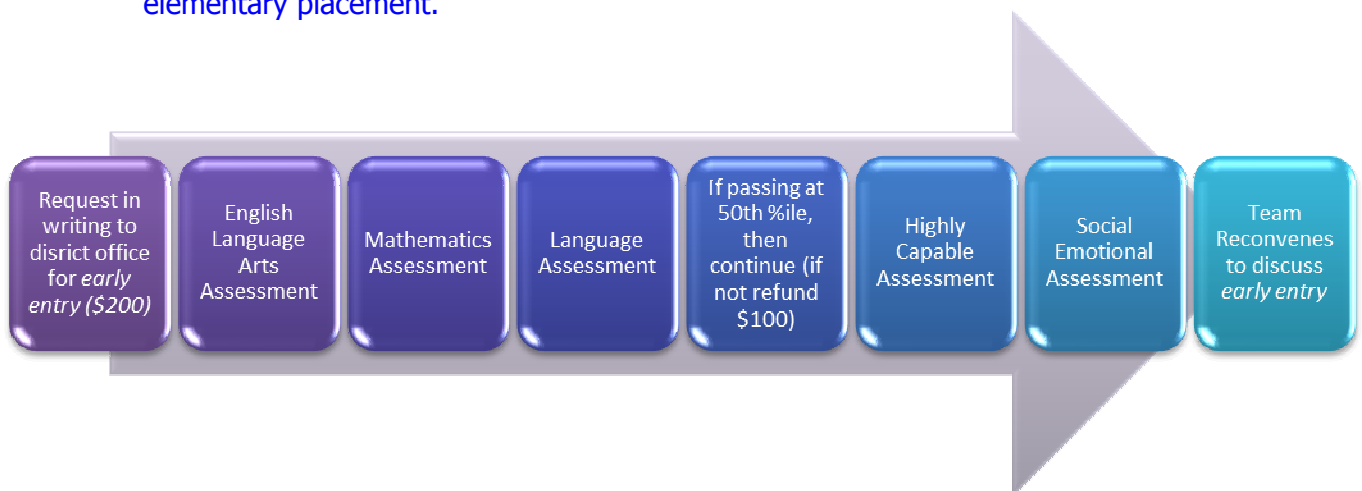 elementary placement.
Request in
writing to
disrict office
for early
entry ($200)
English
Language
Arts
Assessment
Mathematics
Assessment
Language
Assessment
If passing at
50th %ile,
then
continue (if
not refund
$100)
Highly
Capable
Assessment
Social
Emotional
Assessment
Team
Reconvenes
to discuss
early entry